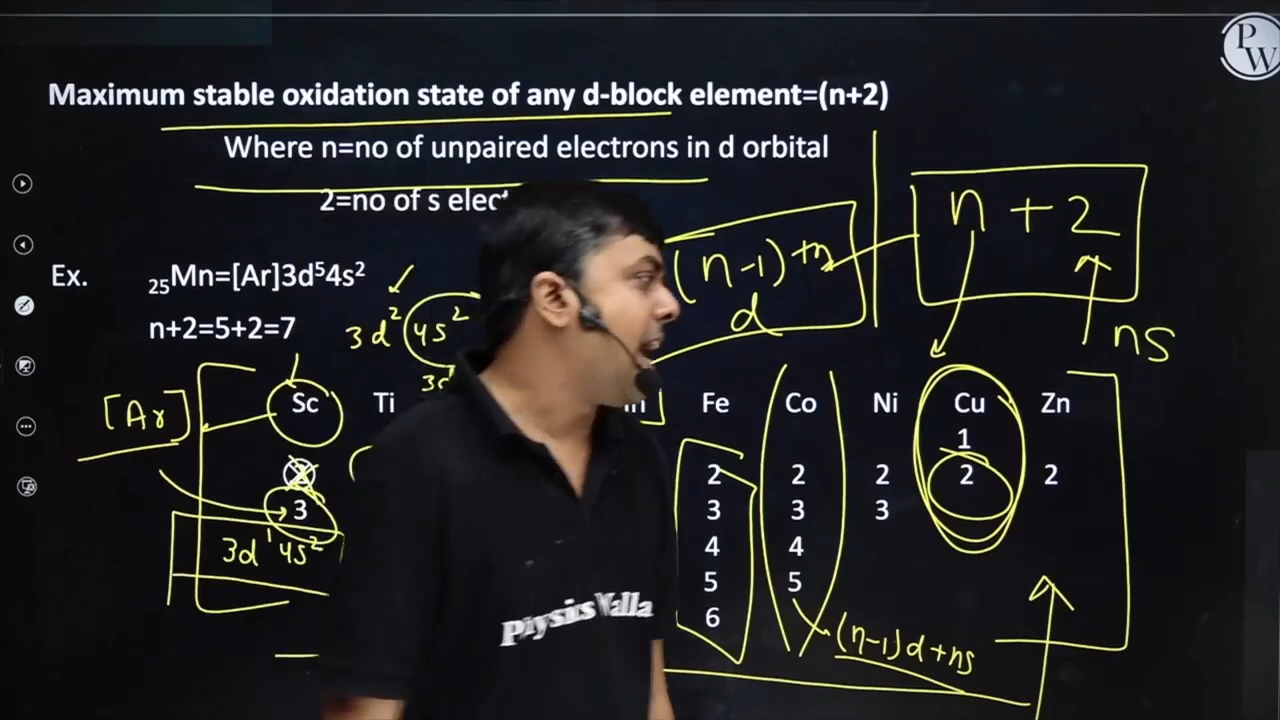 PW
Maximum stable oxidation state of any d-block element=(n+2)
Where n=no of unpaired electrons in d orbital
2=no of s
n + 2
(n-1)
d
ns
Ex. ₂₅Mn=[Ar]3d⁵4s²
n+2=5+2=7
3d² 4s²
[Ar]
Sc Ti Fe Co Ni Cu Zn
1
2 2 2 2 2
3 3 3 3
4 4
5 5
6
3d¹ 4s²
(n-1)d+ns
Physics Walla